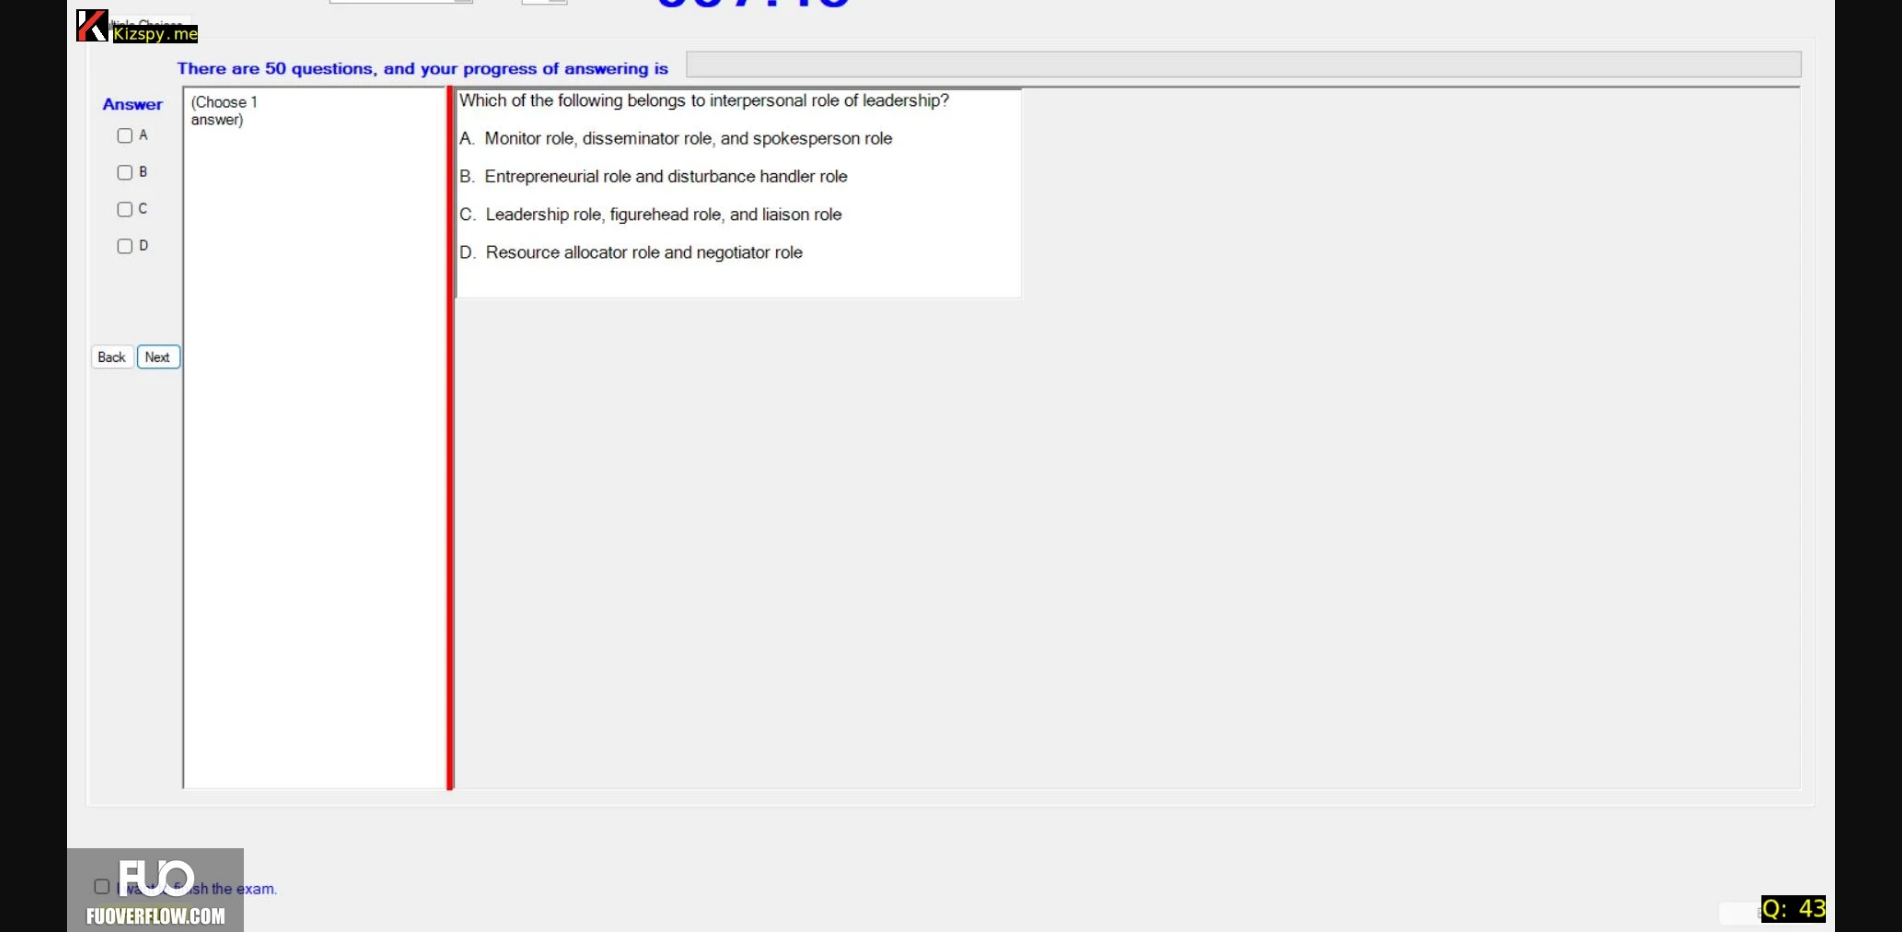 Kizspy.me
There are 50 questions, and your progress of answering is
Answer
A
B
C
D
Back
Next
(Choose 1
answer)
Which of the following belongs to interpersonal role of leadership?
A. Monitor role, disseminator role, and spokesperson role
B. Entrepreneurial role and disturbance handler role
C. Leadership role, figurehead role, and liaison role
D. Resource allocator role and negotiator role
FUO
finish the exam.
FUOVERFLOW.COM
Q: 43